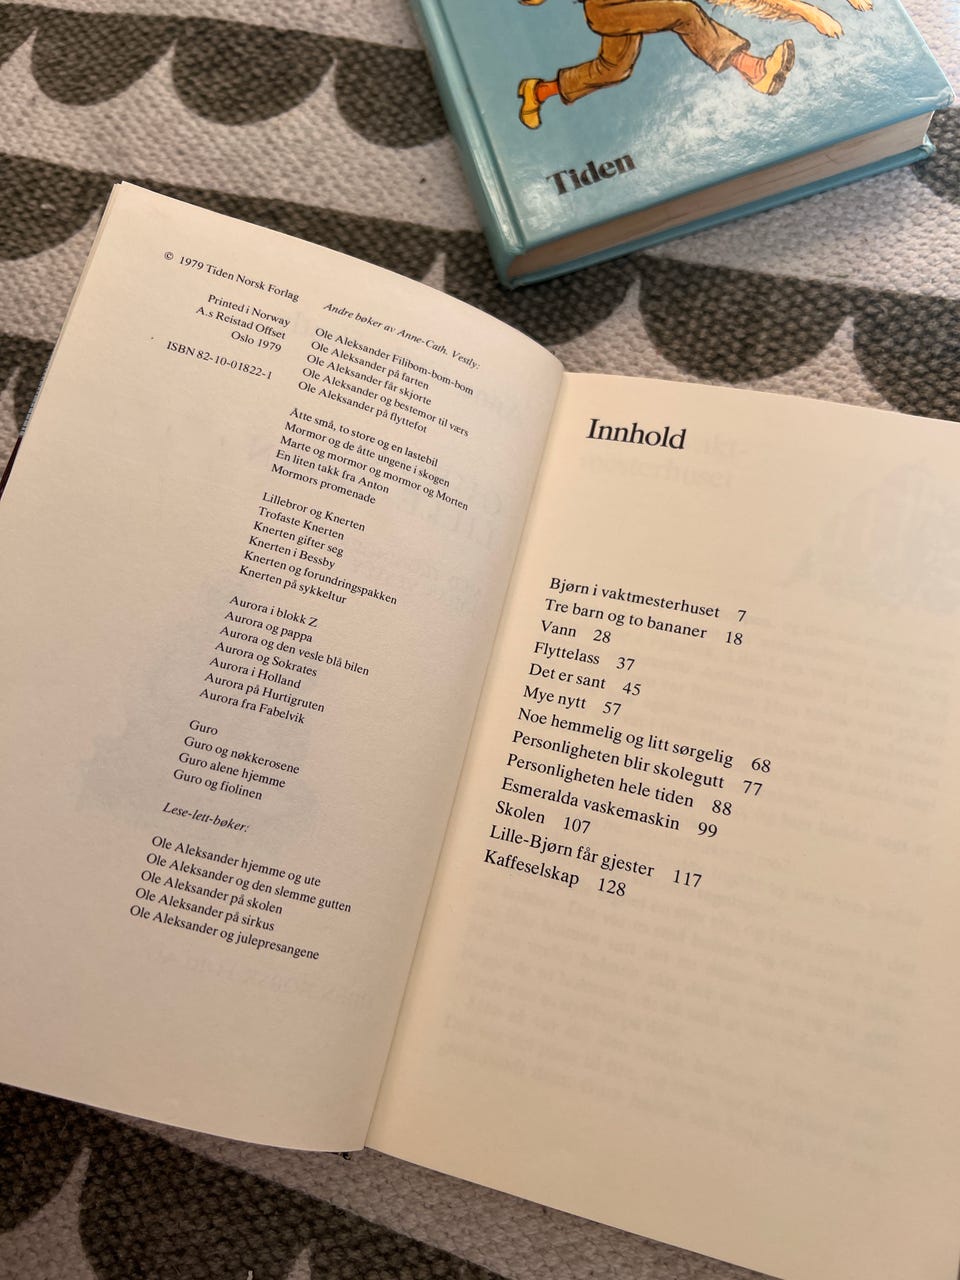 Tiden
© 1979 Tiden Norsk Forlag
Printed i Norway
A.s Reistad Offset
Oslo 1979
ISBN 82-10-01822-1
Andre bøker av Anne-Cath. Vestly:
Ole Aleksander Filibom-bom-bom
Ole Aleksander på farten
Ole Aleksander får skjorte
Ole Aleksander og bestemor til værs
Ole Aleksander på flyttefot
Åtte små, to store og en lastebil
Mormor og de åtte ungene i skogen
Marte og mormor og mormor og Morten
En liten takk fra Anton
Mormors promenade
Lillebror og Knerten
Trofaste Knerten
Knerten gifter seg
Knerten i Bessby
Knerten og forundringspakken
Knerten på sykkeltur
Aurora i blokk Z
Aurora og pappa
Aurora og den vesle blå bilen
Aurora og Sokrates
Aurora i Holland
Aurora på Hurtigruten
Aurora fra Fabelvik
Guro
Guro og nøkkerosene
Guro alene hjemme
Guro og fiolinen
Lese-lett-bøker:
Ole Aleksander hjemme og ute
Ole Aleksander og den slemme gutten
Ole Aleksander på skolen
Ole Aleksander på sirkus
Ole Aleksander og julepresangene
Innhold
Bjørn i vaktmesterhuset 7
Tre barn og to bananer 18
Vann 28
Flyttelass 37
Det er sant 45
Mye nytt 57
Noe hemmelig og litt sørgelig 68
Personligheten blir skolegutt 77
Personligheten hele tiden 88
Esmeralda vaskemaskin 99
Skolen 107
Lille-Bjørn får gjester 117
Kaffeselskap 128